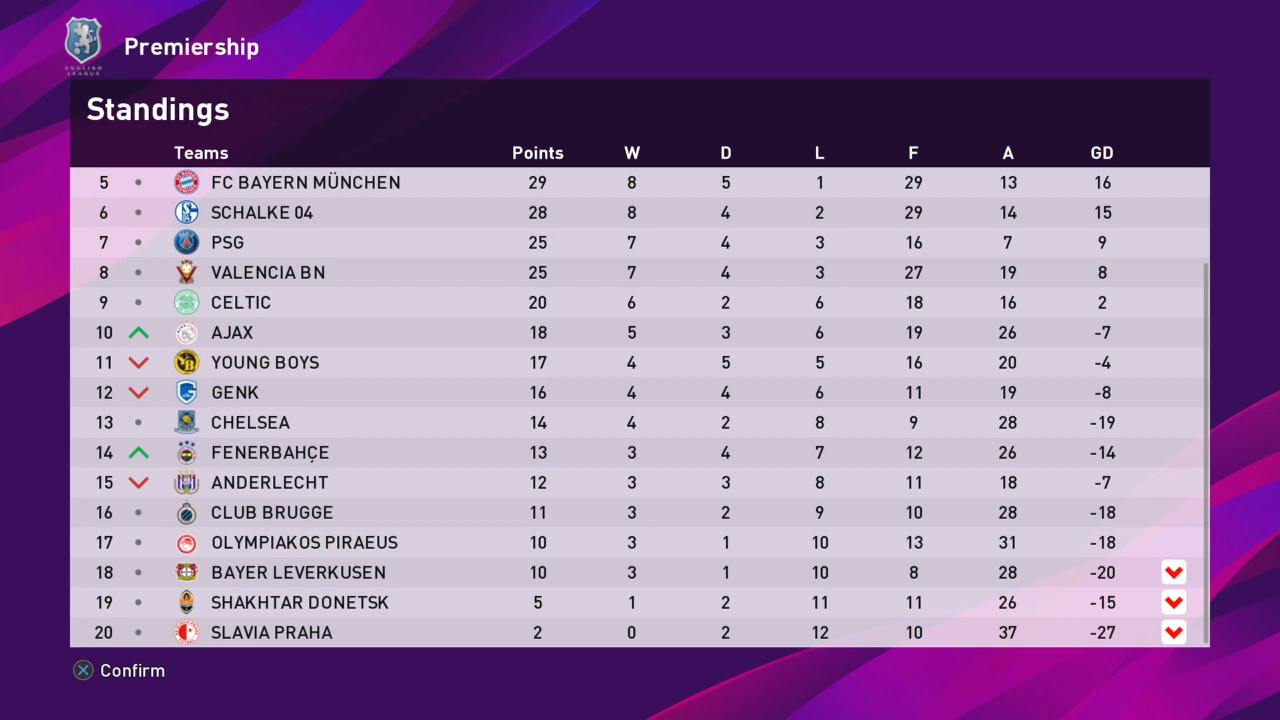 ENGLISH
LEAGUE
Premiership
Standings
Teams Points W D L F A GD
5 FC BAYERN MÜNCHEN 29 8 5 1 29 13 16
6 SCHALKE 04 28 8 4 2 29 14 15
7 PSG 25 7 4 3 16 7 9
8 VALENCIA BN 25 7 4 3 27 19 8
9 CELTIC 20 6 2 6 18 16 2
10 AJAX 18 5 3 6 19 26 -7
11 YOUNG BOYS 17 4 5 5 16 20 -4
12 GENK 16 4 4 6 11 19 -8
13 CHELSEA 14 4 2 8 9 28 -19
14 FENERBAHÇE 13 3 4 7 12 26 -14
15 ANDERLECHT 12 3 3 8 11 18 -7
16 CLUB BRUGGE 11 3 2 9 10 28 -18
17 OLYMPIAKOS PIRAEUS 10 3 1 10 13 31 -18
18 BAYER LEVERKUSEN 10 3 1 10 8 28 -20
19 SHAKHTAR DONETSK 5 1 2 11 11 26 -15
20 SLAVIA PRAHA 2 0 2 12 10 37 -27
Confirm